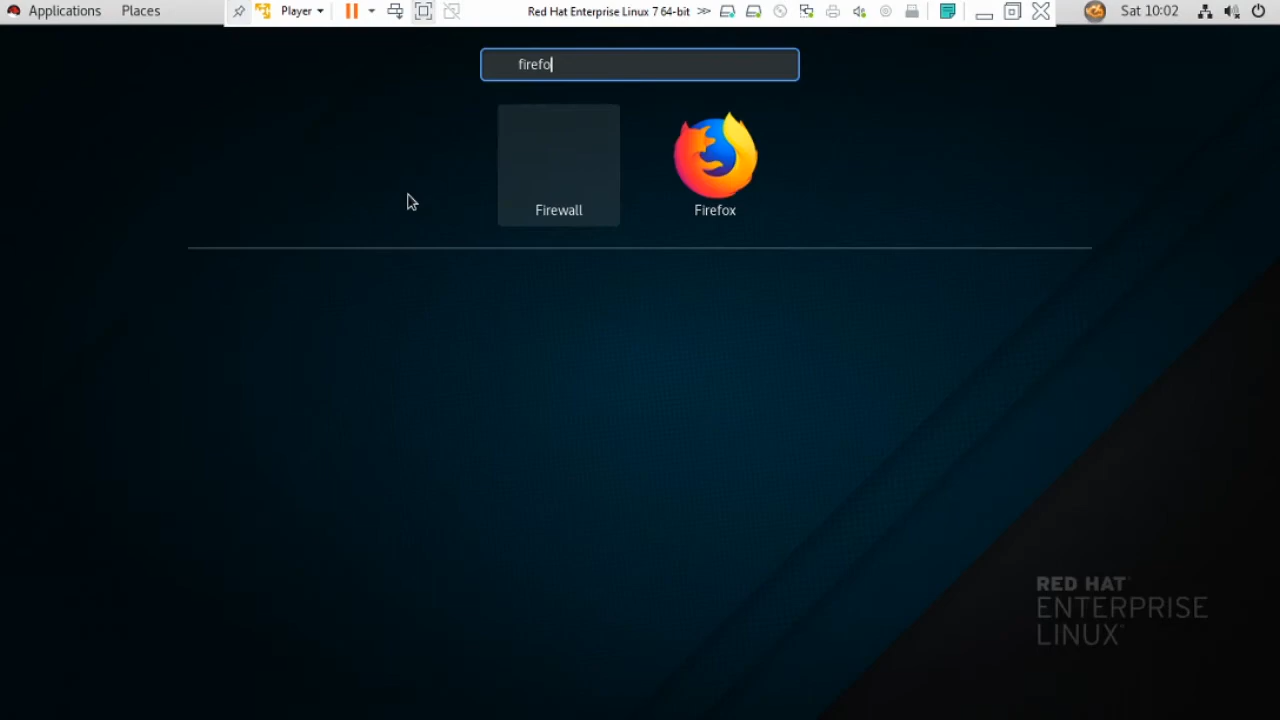 Applications Places Player Red Hat Enterprise Linux 7 64-bit Sat 10:02
firefo
Firewall Firefox
RED HAT
ENTERPRISE
LINUX